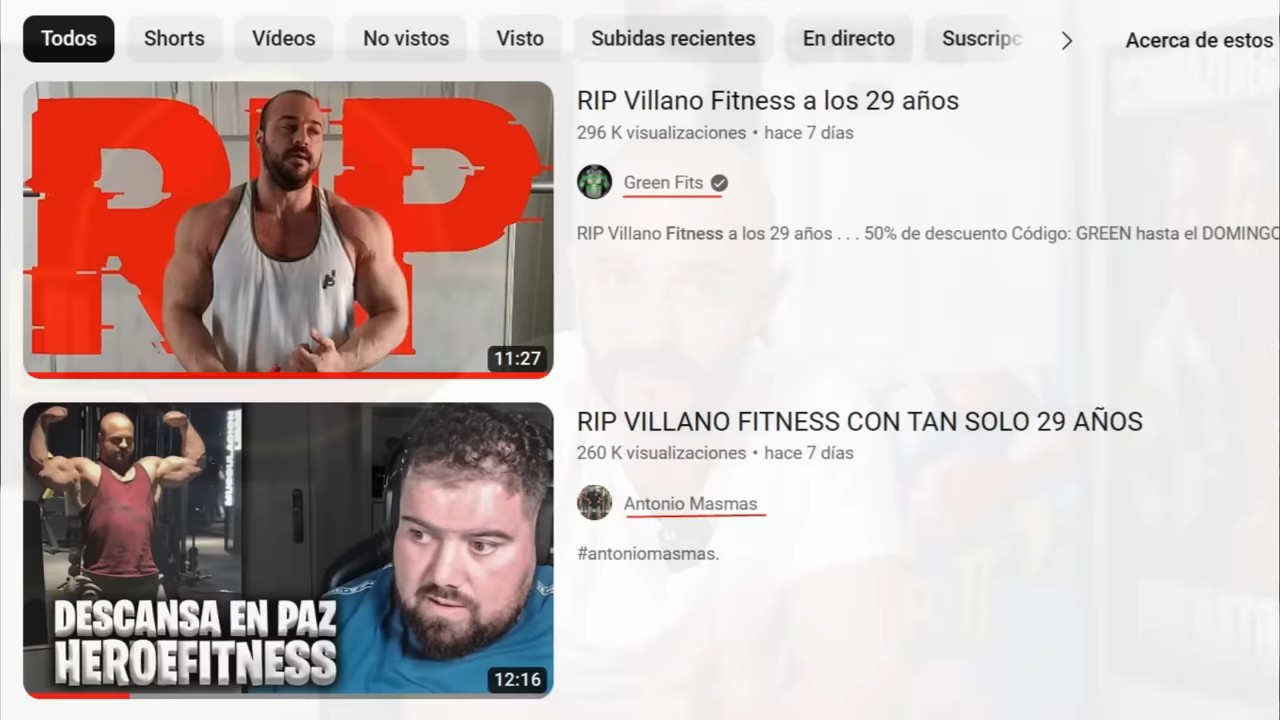 Todos Shorts Vídeos No vistos Visto Subidas recientes En directo Suscripc Acerca de estos
RIP
11:27
RIP Villano Fitness a los 29 años
296 K visualizaciones • hace 7 días
Green Fits
RIP Villano Fitness a los 29 años . . . 50% de descuento Código: GREEN hasta el DOMINGO
DESCANSA EN PAZ
HEROEFITNESS
12:16
RIP VILLANO FITNESS CON TAN SOLO 29 AÑOS
260 K visualizaciones • hace 7 días
Antonio Masmas
#antoniomasmas.